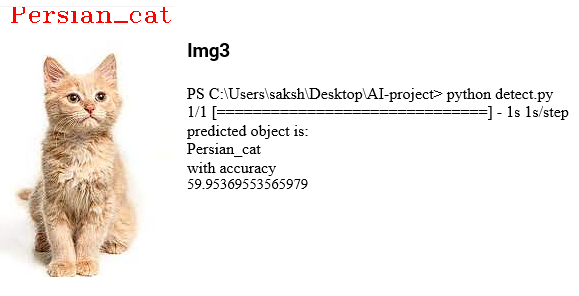 Persian_cat
Img3
PS C:\Users\saksh\Desktop\AI-project> python detect.py
1/1 [==============================] - 1s 1s/step
predicted object is:
Persian_cat
with accuracy
59.95369553565979